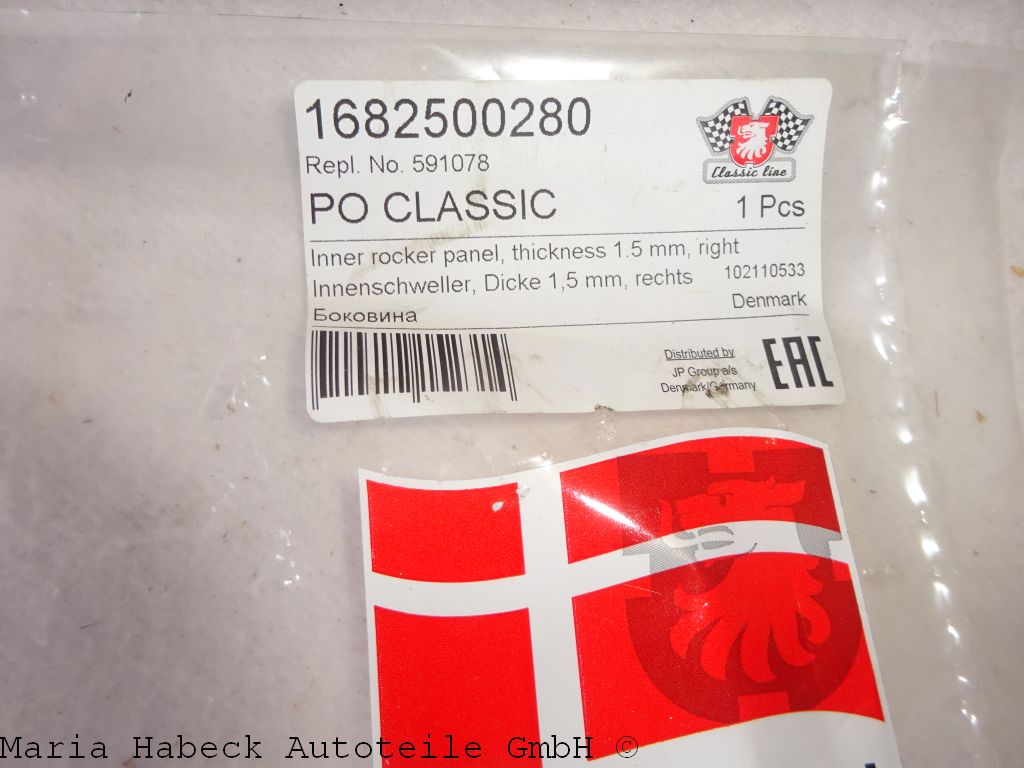 1682500280
Repl. No. 591078
PO CLASSIC
1 Pcs
Classic line
Inner rocker panel, thickness 1.5 mm, right
Innenschweller, Dicke 1,5 mm, rechts
102110533
Боковина
Denmark
Distributed by
JP Group a/s
Denmark/Germany
EAC
Maria Habeck Autoteile GmbH ©